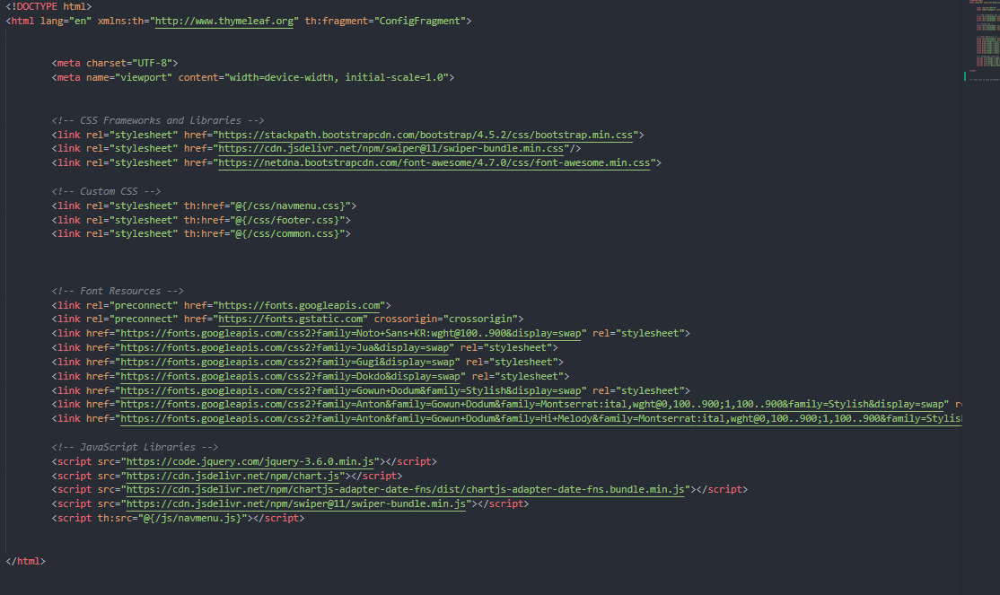 <!DOCTYPE html>
<html lang="en" xmlns:th="http://www.thymeleaf.org" th:fragment="ConfigFragment">
<meta charset="UTF-8">
<meta name="viewport" content="width=device-width, initial-scale=1.0">
<!-- CSS Frameworks and Libraries -->
<link rel="stylesheet" href="https://stackpath.bootstrapcdn.com/bootstrap/4.5.2/css/bootstrap.min.css">
<link rel="stylesheet" href="https://cdn.jsdelivr.net/npm/swiper@11/swiper-bundle.min.css"/>
<link rel="stylesheet" href="https://netdna.bootstrapcdn.com/font-awesome/4.7.0/css/font-awesome.min.css">
<!-- Custom CSS -->
<link rel="stylesheet" th:href="@{/css/navmenu.css}">
<link rel="stylesheet" th:href="@{/css/footer.css}">
<link rel="stylesheet" th:href="@{/css/common.css}">
<!-- Font Resources -->
<link rel="preconnect" href="https://fonts.googleapis.com">
<link rel="preconnect" href="https://fonts.gstatic.com" crossorigin="crossorigin">
<link href="https://fonts.googleapis.com/css2?family=Noto+Sans+KR:wght@100..900&display=swap" rel="stylesheet">
<link href="https://fonts.googleapis.com/css2?family=Jua&display=swap" rel="stylesheet">
<link href="https://fonts.googleapis.com/css2?family=Gugi&display=swap" rel="stylesheet">
<link href="https://fonts.googleapis.com/css2?family=Dokdo&display=swap" rel="stylesheet">
<link href="https://fonts.googleapis.com/css2?family=Gowun+Dodum&family=Stylish&display=swap" rel="stylesheet">
<link href="https://fonts.googleapis.com/css2?family=Anton&family=Gowun+Dodum&family=Montserrat:ital,wght@0,100..900;1,100..900&family=Stylish&display=swap" r
<link href="https://fonts.googleapis.com/css2?family=Anton&family=Gowun+Dodum&family=Hi+Melody&family=Montserrat:ital,wght@0,100..900;1,100..900&family=Stylis
<!-- JavaScript Libraries -->
<script src="https://code.jquery.com/jquery-3.6.0.min.js"></script>
<script src="https://cdn.jsdelivr.net/npm/chart.js"></script>
<script src="https://cdn.jsdelivr.net/npm/chartjs-adapter-date-fns/dist/chartjs-adapter-date-fns.bundle.min.js"></script>
<script src="https://cdn.jsdelivr.net/npm/swiper@11/swiper-bundle.min.js"></script>
<script th:src="@{/js/navmenu.js}"></script>
</html>